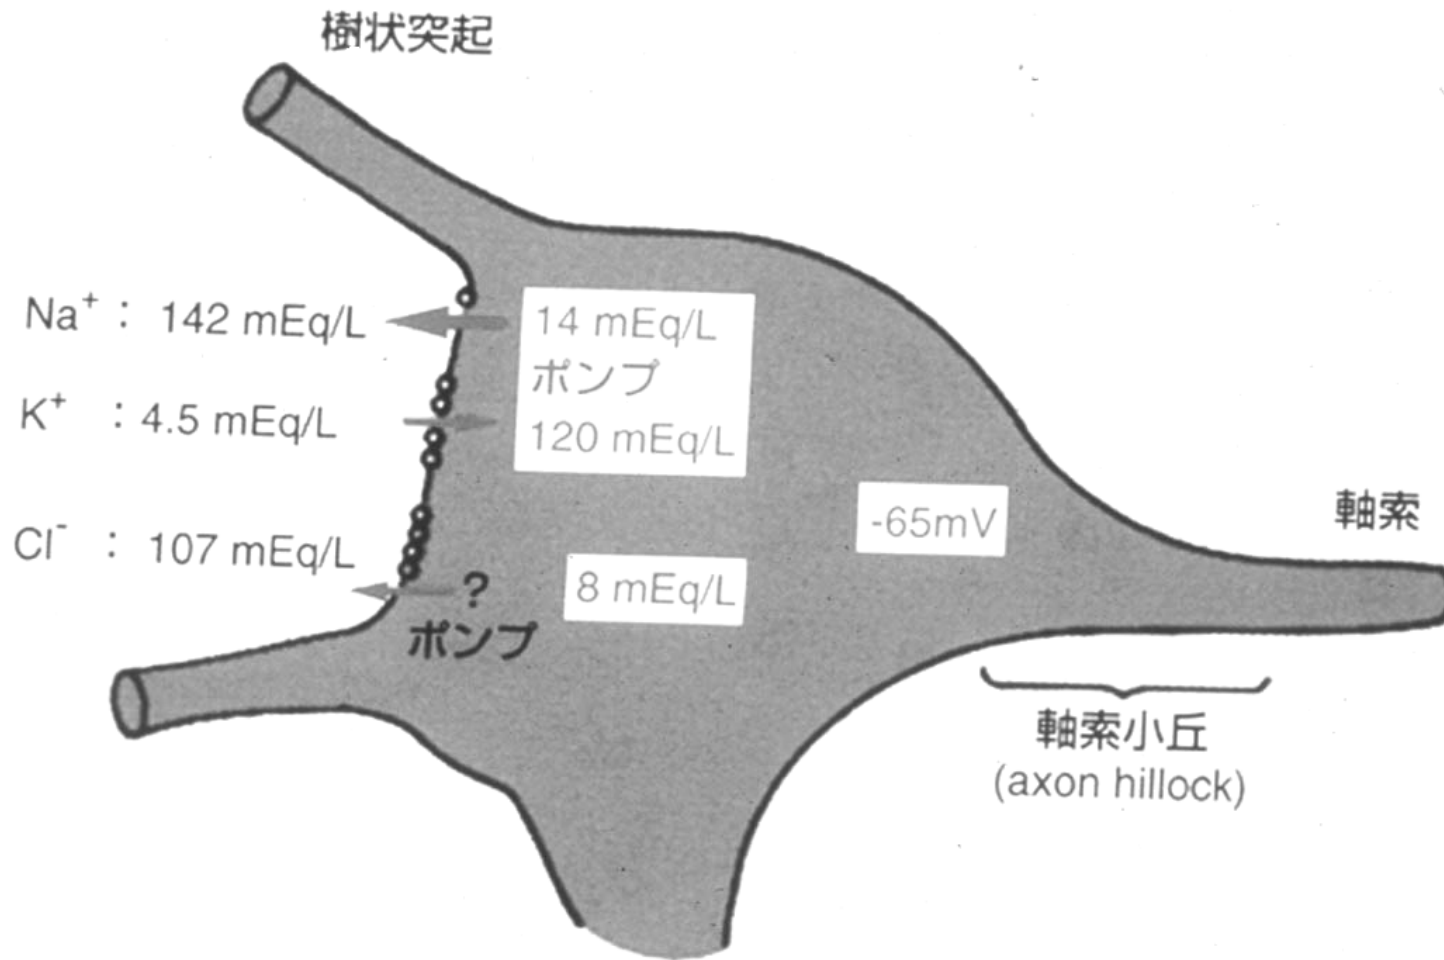 樹状突起
Na⁺ : 142 mEq/L
14 mEq/L
ポンプ
K⁺ : 4.5 mEq/L
120 mEq/L
-65mV
軸索
Cl⁻ : 107 mEq/L
?
8 mEq/L
ポンプ
軸索小丘
(axon hillock)